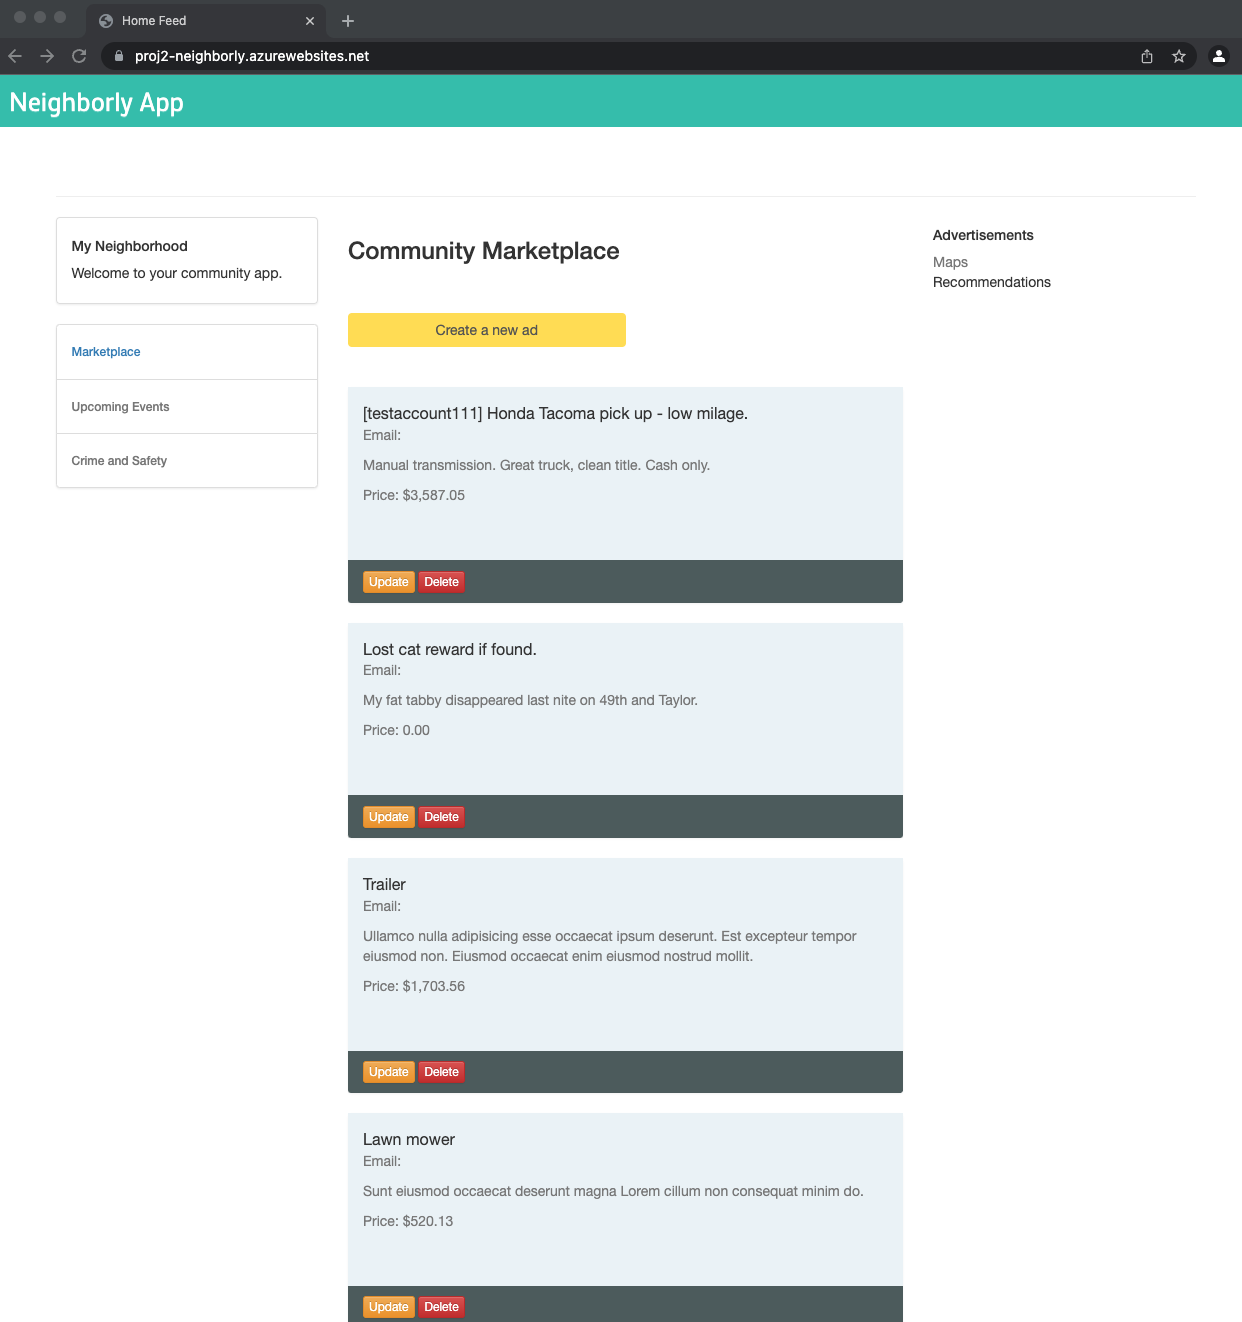 Home Feed
proj2-neighborly.azurewebsites.net
Neighborly App
My Neighborhood
Welcome to your community app.
Marketplace
Upcoming Events
Crime and Safety
Community Marketplace
Create a new ad
[testaccount111] Honda Tacoma pick up - low milage.
Email:
Manual transmission. Great truck, clean title. Cash only.
Price: $3,587.05
Update Delete
Lost cat reward if found.
Email:
My fat tabby disappeared last nite on 49th and Taylor.
Price: 0.00
Update Delete
Trailer
Email:
Ullamco nulla adipisicing esse occaecat ipsum deserunt. Est excepteur tempor
eiusmod non. Eiusmod occaecat enim eiusmod nostrud mollit.
Price: $1,703.56
Update Delete
Lawn mower
Email:
Sunt eiusmod occaecat deserunt magna Lorem cillum non consequat minim do.
Price: $520.13
Update Delete
Advertisements
Maps
Recommendations